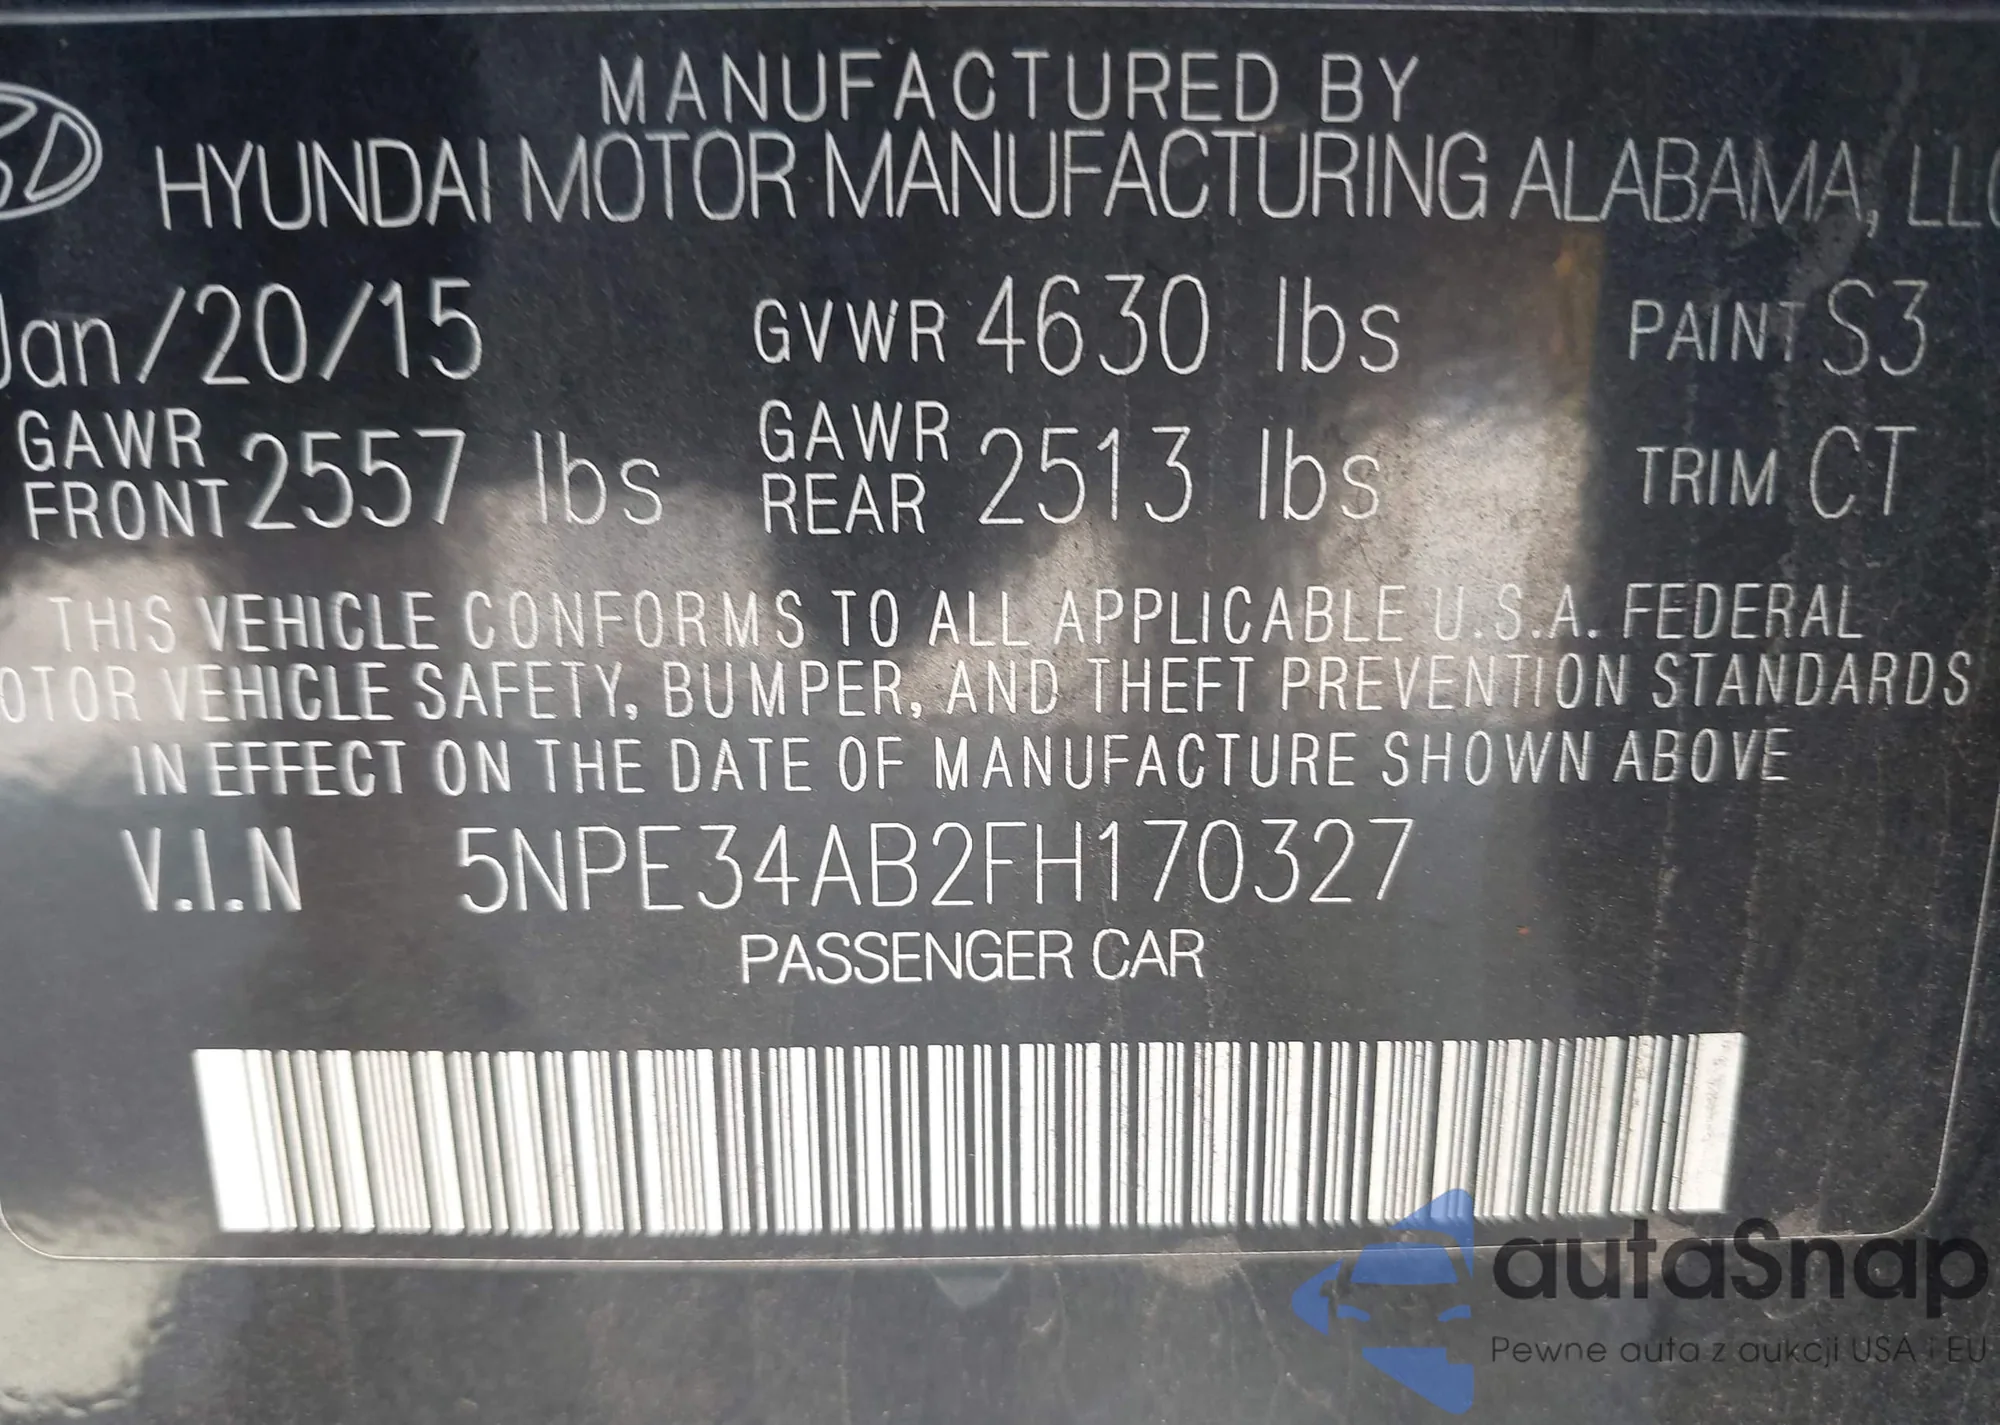 MANUFACTURED BY
HYUNDAI MOTOR MANUFACTURING ALABAMA, LLC
Jan/20/15 GVWR 4630 lbs PAINT S3
GAWR FRONT 2557 lbs GAWR REAR 2513 lbs TRIM CT
THIS VEHICLE CONFORMS TO ALL APPLICABLE U.S.A. FEDERAL
OTOR VEHICLE SAFETY, BUMPER, AND THEFT PREVENTION STANDARDS
IN EFFECT ON THE DATE OF MANUFACTURE SHOWN ABOVE
V.I.N 5NPE34AB2FH170327
PASSENGER CAR
autaSnap
Pewne auta z aukcji USA i EU